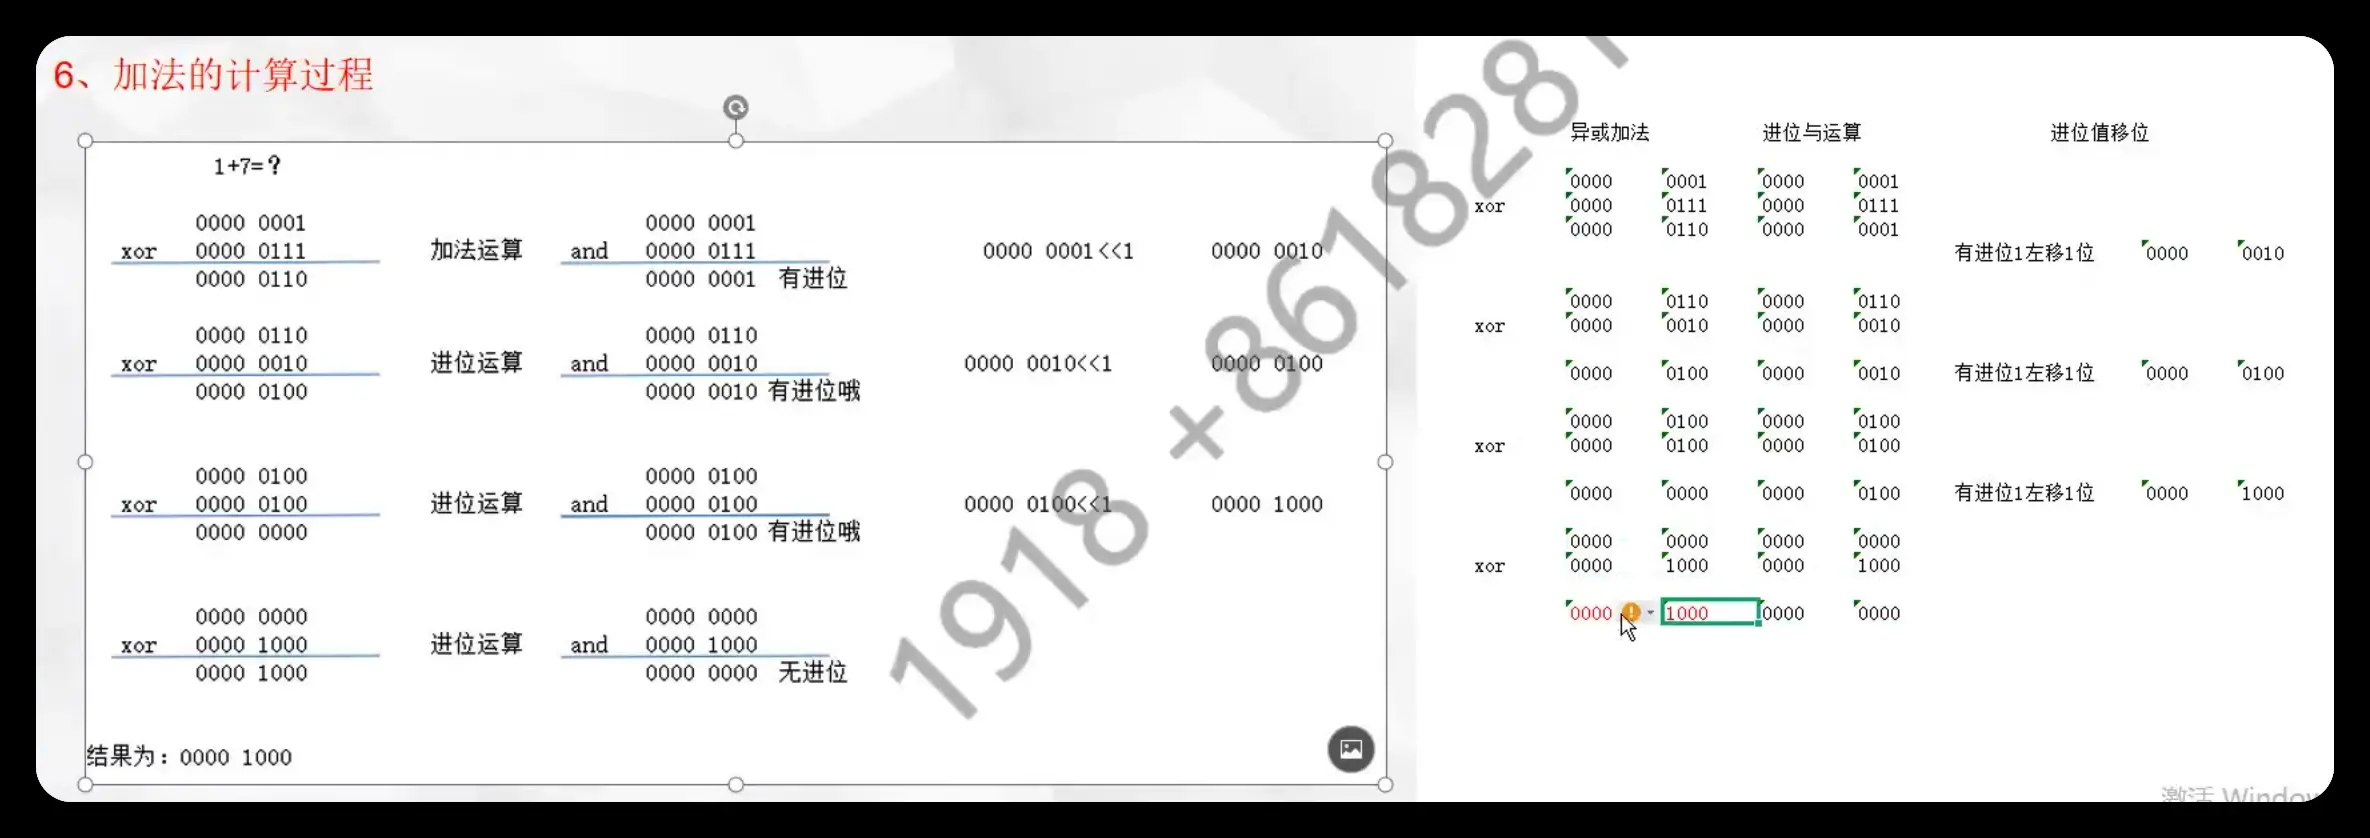 6、加法的计算过程
1+7=?
0000 0001
xor 0000 0111 加法运算
0000 0110
and 0000 0001
0000 0111
0000 0001 有进位
0000 0001<<1 0000 0010
0000 0110
xor 0000 0010 进位运算
0000 0100
0000 0110
and 0000 0010
0000 0010 有进位哦
0000 0010<<1 0000 0100
0000 0100
xor 0000 0100 进位运算
0000 0000
0000 0100
and 0000 0100
0000 0100 有进位哦
0000 0100<<1 0000 1000
0000 0000
xor 0000 1000 进位运算
0000 1000
0000 0000
and 0000 1000
0000 0000 无进位
结果为：0000 1000
异或加法 进位与运算 进位值移位
0000 0001 0000 0001
xor 0000 0111 0000 0111
0000 0110 0000 0001
有进位1左移1位 0000 0010
0000 0110 0000 0110
xor 0000 0010 0000 0010
0000 0100 0000 0010 有进位1左移1位 0000 0100
0000 0100 0000 0100
xor 0000 0100 0000 0100
0000 0000 0000 0100 有进位1左移1位 0000 1000
0000 0000 0000 0000
xor 0000 1000 0000 1000
0000 1000 0000 0000
1918 +861828
激活